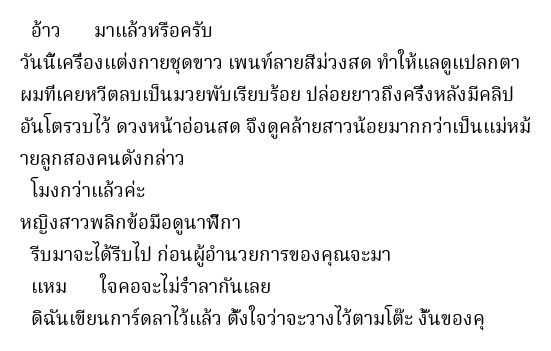 อ้าว มาแล้วหรือครับ
วันนี้เครื่องแต่งกายชุดขาว เพนท์ลายสีม่วงสด ทำให้แลดูแปลกตา
ผมที่เคยหวีตลบเป็นมวยพับเรียบร้อย ปล่อยยาวถึงครึ่งหลังมีคลิป
อันโตรวบไว้ ดวงหน้าอ่อนสด จึงดูคล้ายสาวน้อยมากกว่าเป็นแม่หม้
ายลูกสองคนดังกล่าว
โมงกว่าแล้วค่ะ
หญิงสาวพลิกข้อมือดูนาฬิกา
รีบมาจะได้รีบไป ก่อนผู้อำนวยการของคุณจะมา
แหม ใจคอจะไม่ร่ำลากันเลย
ดิฉันเขียนการ์ดลาไว้แล้ว ตั้งใจว่าจะวางไว้ตามโต๊ะ งั้นของคุ